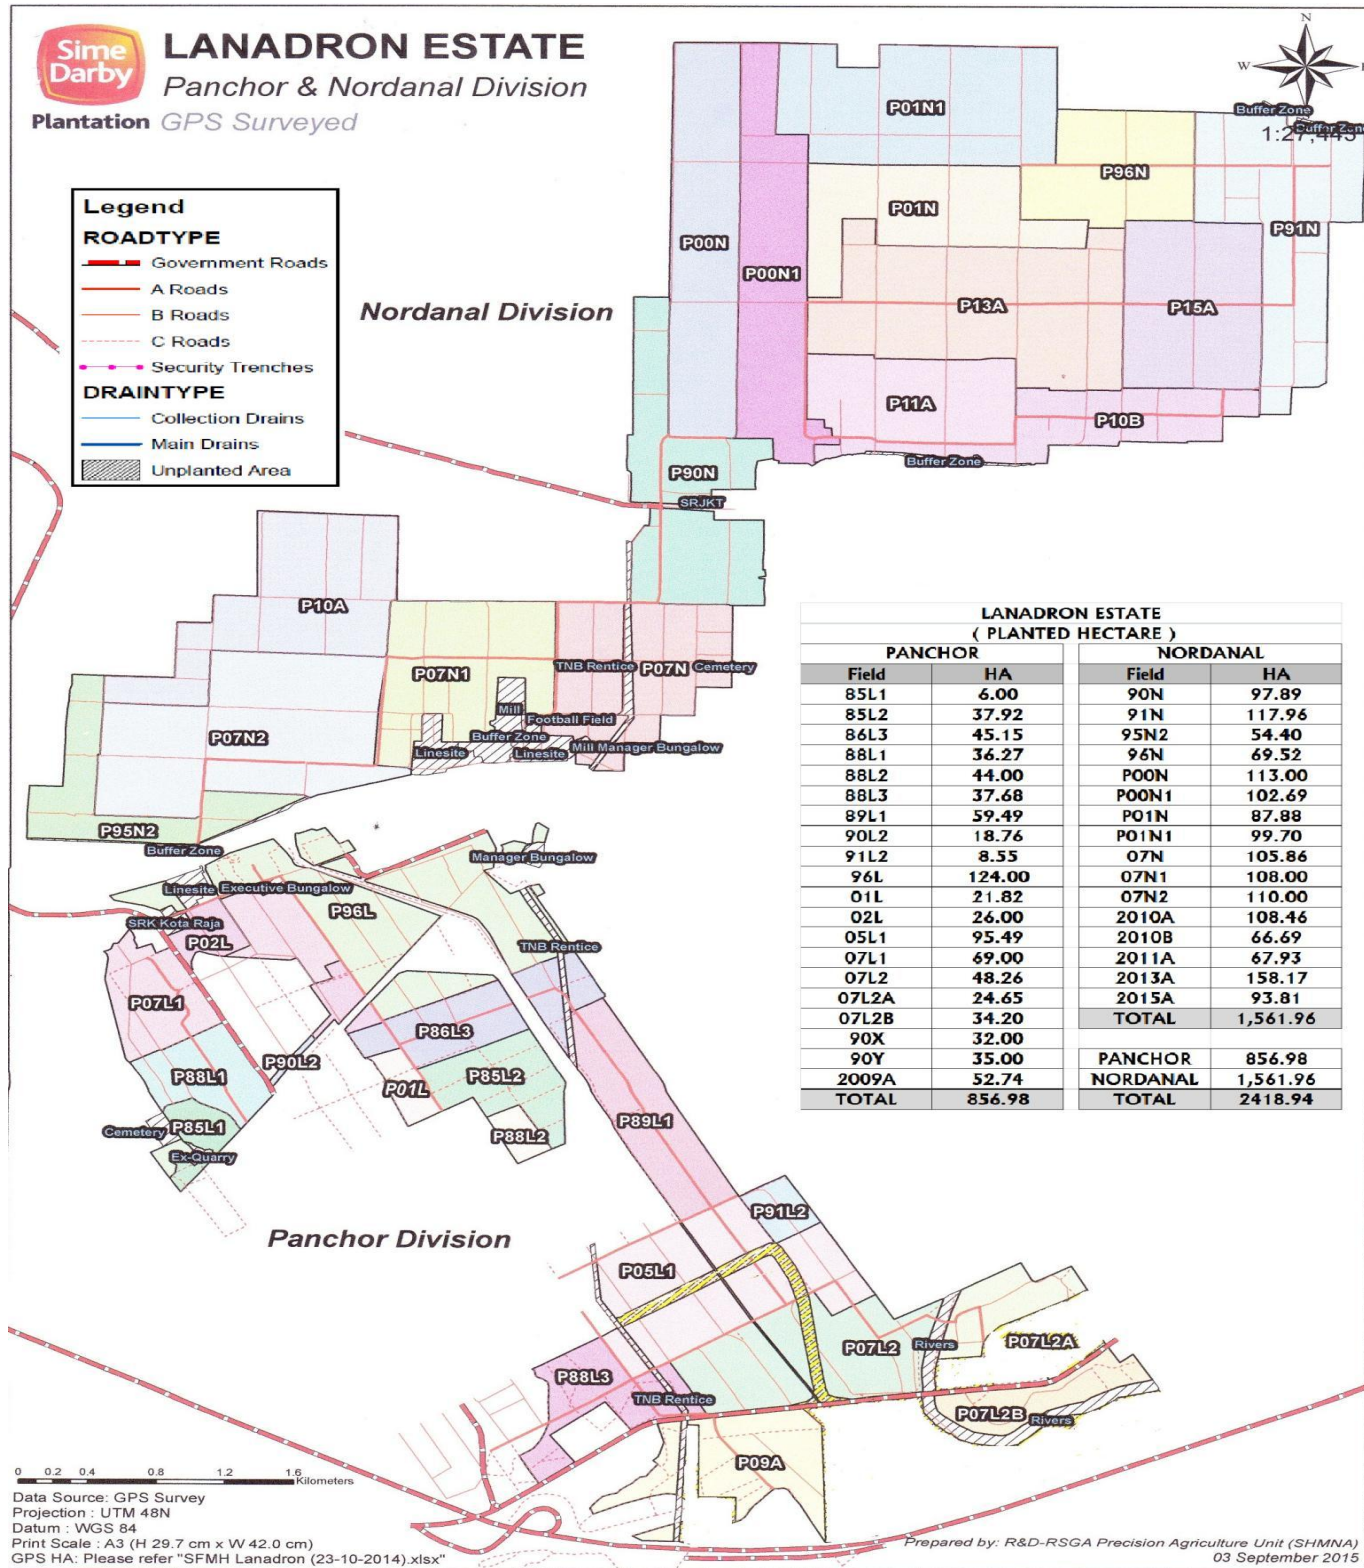 Sime
Darby
Plantation
LANADRON ESTATE
Panchor & Nordanal Division
GPS Surveyed
N
W
1:27,443
Legend
ROADTYPE
Government Roads
A Roads
B Roads
C Roads
Security Trenches
DRAINTYPE
Collection Drains
Main Drains
Unplanted Area
Nordanal Division
Buffer Zone
Buffer Zone
P01N1
P96N
P01N
P91N
P00N
P00N1
P13A
P15A
P11A
P10B
Buffer Zone
P90N
SRJKT
P10A
TNB Rentice
P07N
Cemetery
P07N1
Mill
Football Field
P07N2
Buffer Zone
Linesite
Linesite
Mill Manager Bungalow
P95N2
Buffer Zone
Manager Bungalow
Linesite
Executive Bungalow
P96L
SRK Kota Raja
P02L
TNB Rentice
P07L1
P86L3
P90L2
P88L1
P85L2
P01L
P89L1
P85L1
Cemetery
P88L2
Ex-Quarry
Panchor Division
P91L2
P05L1
P07L2
Rivers
P07L2A
P88L3
TNB Rentice
P07L2B
Rivers
P09A
LANADRON ESTATE
( PLANTED HECTARE )
PANCHOR NORDANAL
Field HA Field HA
85L1 6.00 90N 97.89
85L2 37.92 91N 117.96
86L3 45.15 95N2 54.40
88L1 36.27 96N 69.52
88L2 44.00 P00N 113.00
88L3 37.68 P00N1 102.69
89L1 59.49 P01N 87.88
90L2 18.76 P01N1 99.70
91L2 8.55 07N 105.86
96L 124.00 07N1 108.00
01L 21.82 07N2 110.00
02L 26.00 2010A 108.46
05L1 95.49 2010B 66.69
07L1 69.00 2011A 67.93
07L2 48.26 2013A 158.17
07L2A 24.65 2015A 93.81
07L2B 34.20 TOTAL 1,561.96
90X 32.00
90Y 35.00 PANCHOR 856.98
2009A 52.74 NORDANAL 1,561.96
TOTAL 856.98 TOTAL 2418.94
0 0.2 0.4 0.8 1.2 1.6
Kilometers
Data Source: GPS Survey
Projection : UTM 48N
Datum : WGS 84
Print Scale : A3 (H 29.7 cm x W 42.0 cm)
GPS HA: Please refer "SFMH Lanadron (23-10-2014).xlsx"
Prepared by: R&D-RSGA Precision Agriculture Unit (SHMNA)
03 September 2015